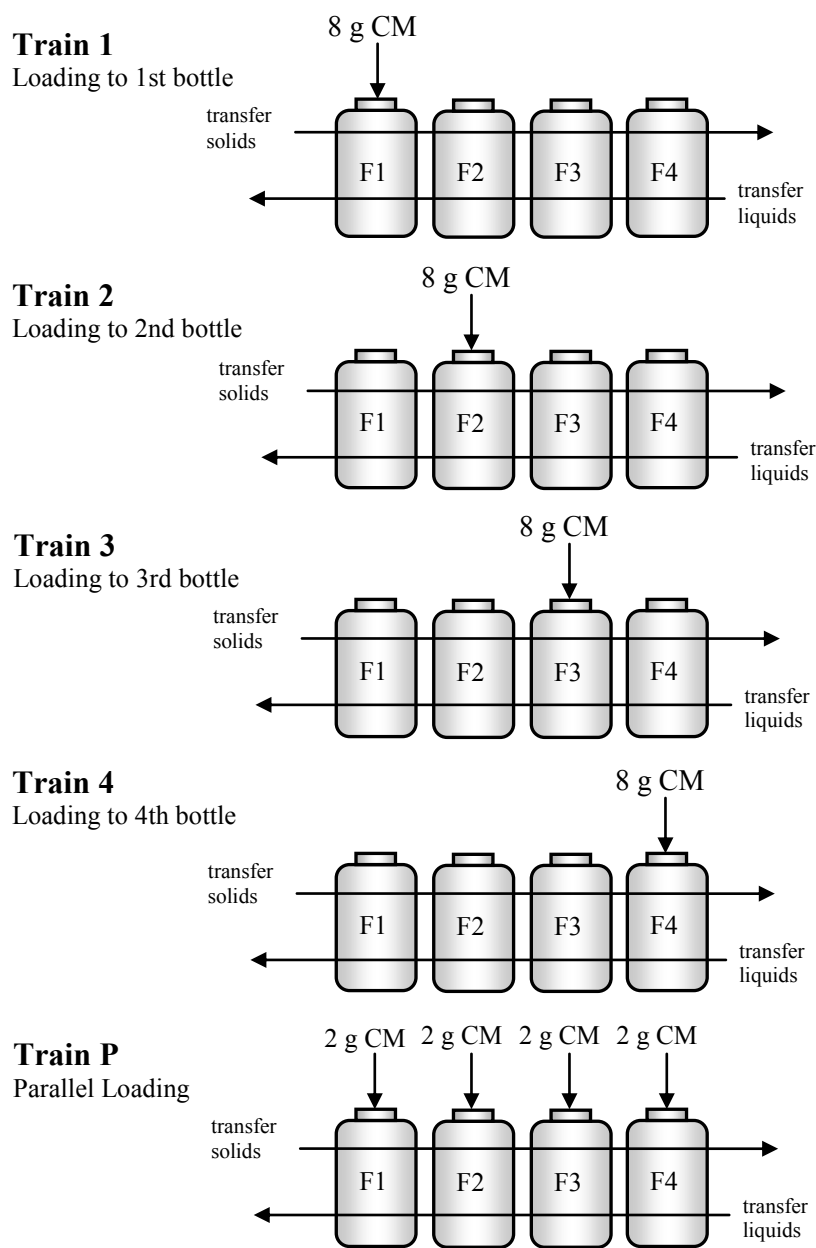 8 g CM
Train 1
Loading to 1st bottle
transfer
solids
F1 F2 F3 F4
transfer
liquids
8 g CM
Train 2
Loading to 2nd bottle
transfer
solids
F1 F2 F3 F4
transfer
liquids
8 g CM
Train 3
Loading to 3rd bottle
transfer
solids
F1 F2 F3 F4
transfer
liquids
8 g CM
Train 4
Loading to 4th bottle
transfer
solids
F1 F2 F3 F4
transfer
liquids
2 g CM 2 g CM 2 g CM 2 g CM
Train P
Parallel Loading
transfer
solids
F1 F2 F3 F4
transfer
liquids